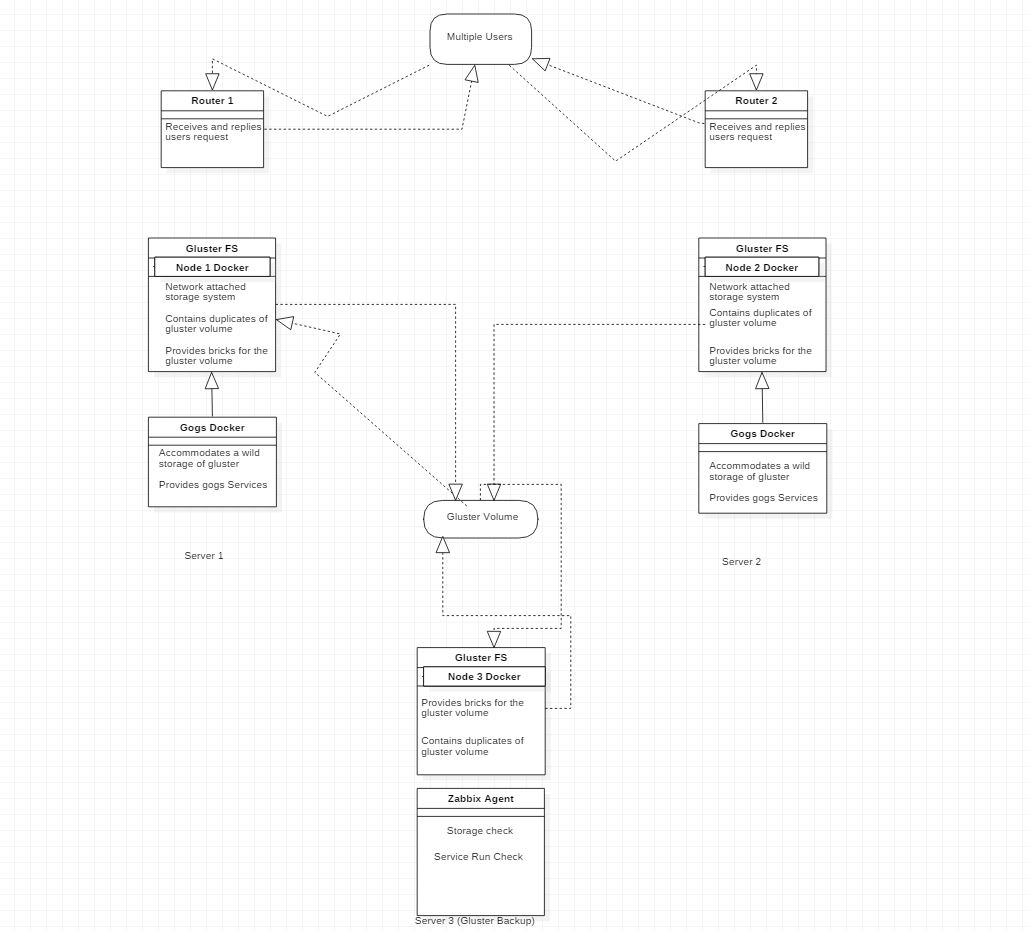 Multiple Users
Router 1
Receives and replies
users request
Router 2
Receives and replies
users request
Gluster FS
Node 1 Docker
Network attached
storage system
Contains duplicates of
gluster volume
Provides bricks for the
gluster volume
Gluster FS
Node 2 Docker
Network attached
storage system
Contains duplicates of
gluster volume
Provides bricks for the
gluster volume
Gogs Docker
Accommodates a wild
storage of gluster
Provides gogs Services
Gogs Docker
Accommodates a wild
storage of gluster
Provides gogs Services
Gluster Volume
Server 1
Server 2
Gluster FS
Node 3 Docker
Provides bricks for the
gluster volume
Contains duplicates of
gluster volume
Zabbix Agent
Storage check
Service Run Check
Server 3 (Gluster Backup)